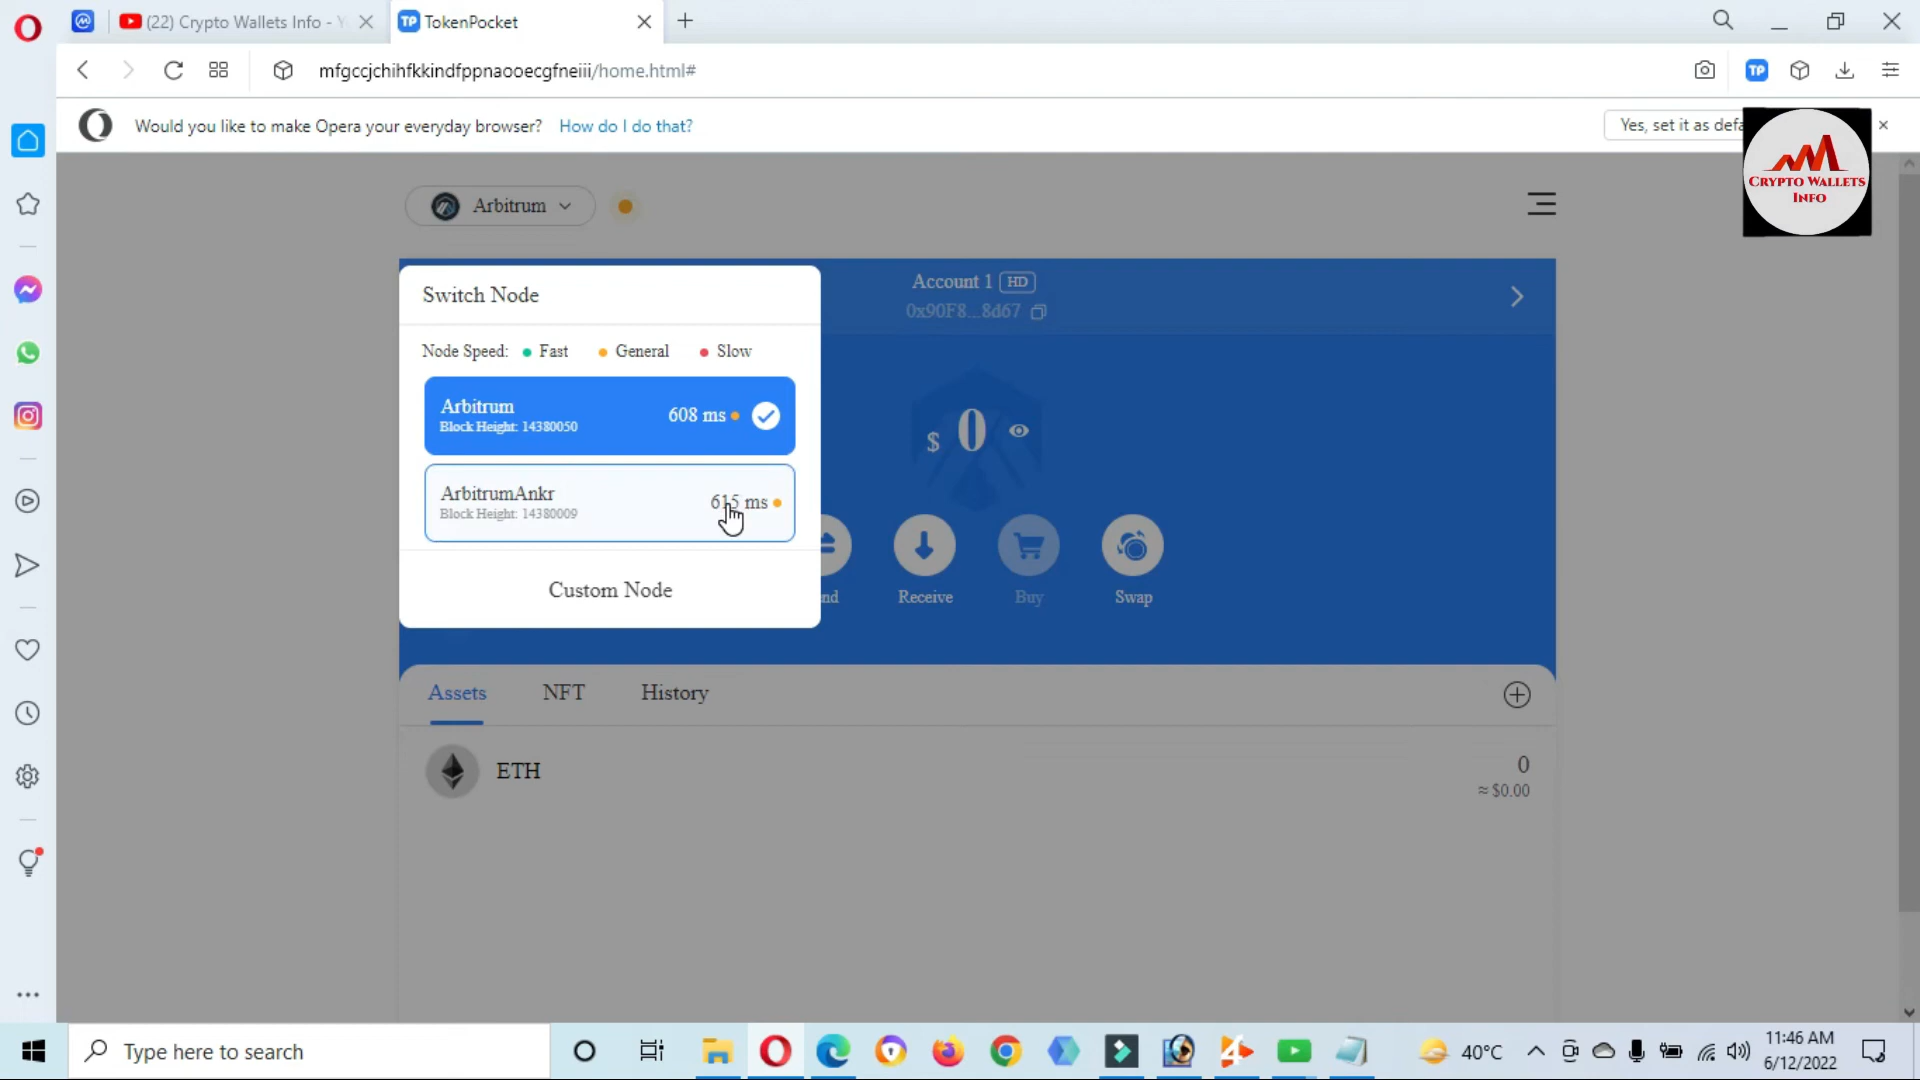 (22) Crypto Wallets Info - Y
TP TokenPocket
mfgccjchihfkkindfppnaooecgfneiii/home.html#
TP
Would you like to make Opera your everyday browser? How do I do that?
Yes, set it as defa
CRYPTO WALLETS
INFO
Arbitrum
Account 1 HD
0x90F8...8d67
Switch Node
Node Speed: Fast General Slow
Arbitrum
Block Height: 14380050
608 ms
ArbitrumAnkr
Block Height: 14380009
615 ms
Custom Node
$ 0
nd
Receive
Buy
Swap
Assets
NFT
History
ETH
0
≈ $0.00
Type here to search
40°C
11:46 AM
6/12/2022